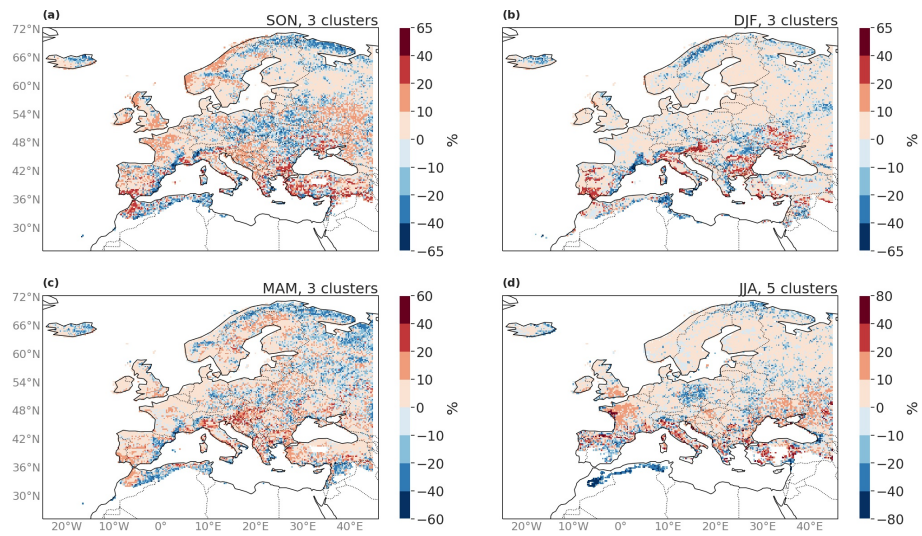 (a) SON, 3 clusters
72°N
66°N
60°N
54°N
48°N
42°N
36°N
30°N
65
40
20
10
0
−10
−20
−40
−65
%
(b) DJF, 3 clusters
65
40
20
10
0
−10
−20
−40
−65
%
(c) MAM, 3 clusters
72°N
66°N
60°N
54°N
48°N
42°N
36°N
30°N
20°W 10°W 0° 10°E 20°E 30°E 40°E
60
40
20
10
0
−10
−20
−40
−60
%
(d) JJA, 5 clusters
20°W 10°W 0° 10°E 20°E 30°E 40°E
80
40
20
10
0
−10
−20
−40
−80
%